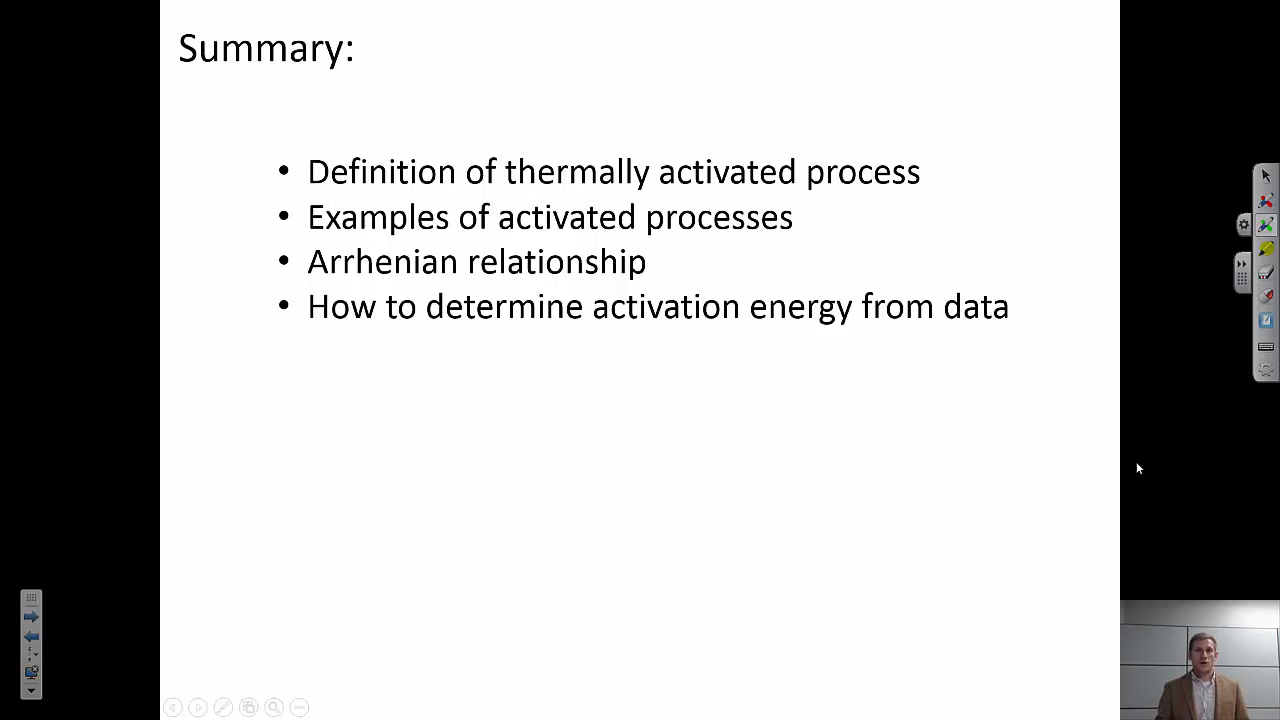 Summary:
• Definition of thermally activated process
• Examples of activated processes
• Arrhenian relationship
• How to determine activation energy from data